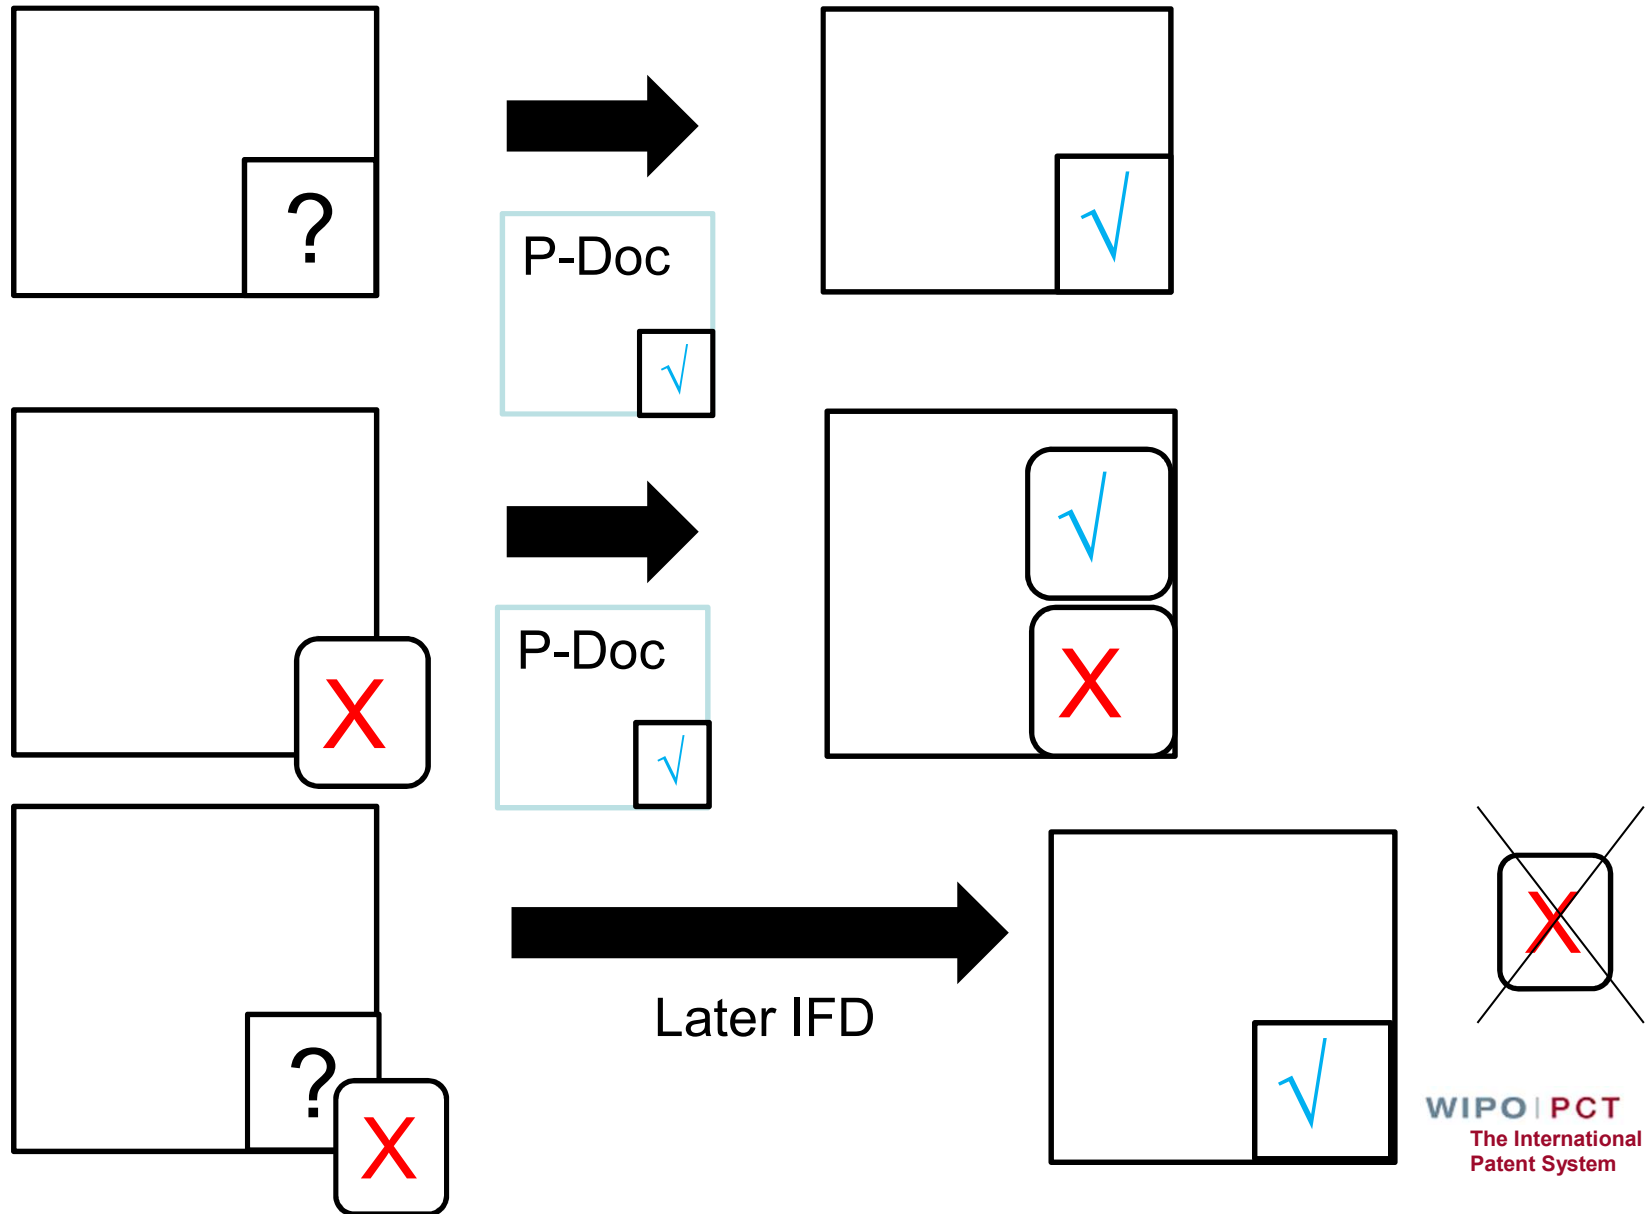 ?
√
P-Doc
√
X
√
X
P-Doc
√
?
X
Later IFD
√
X
WIPO | PCT
The International
Patent System